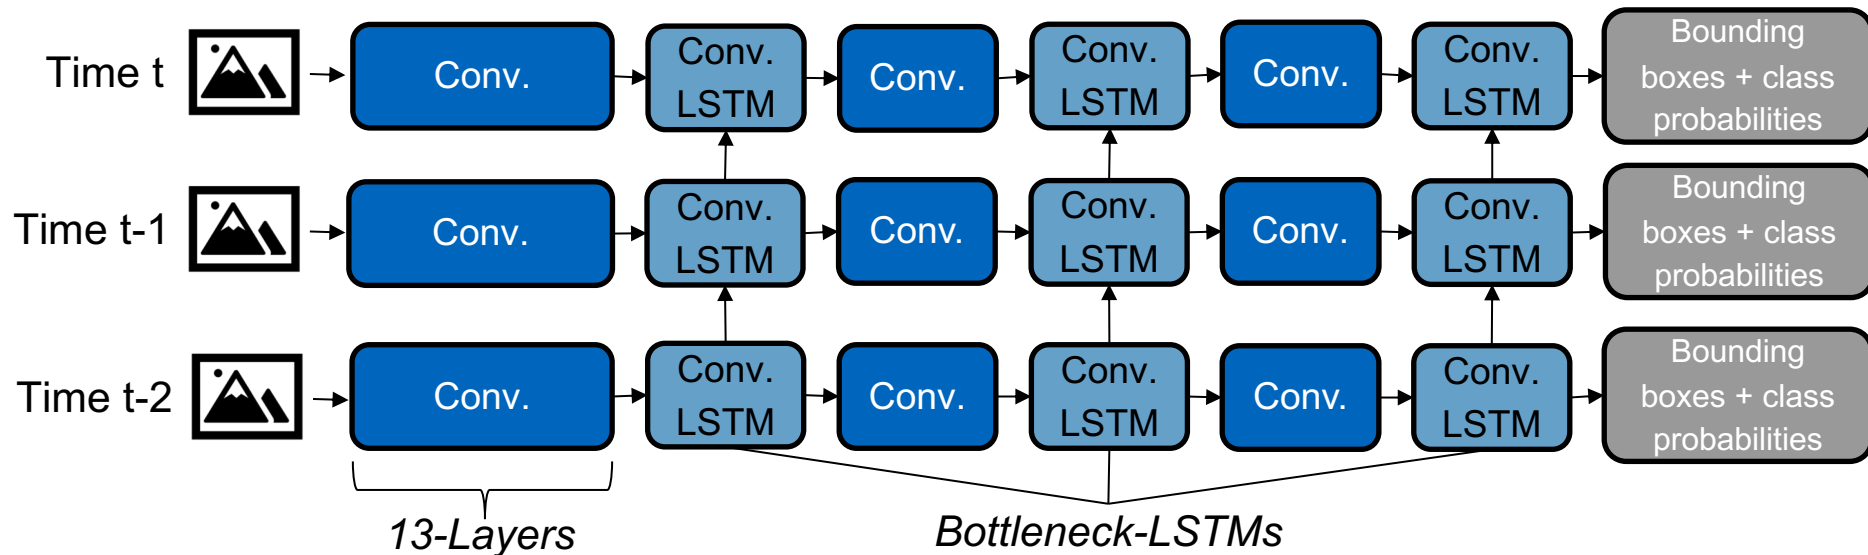 Time t
Conv.
Conv.
LSTM
Conv.
Conv.
LSTM
Conv.
Conv.
LSTM
Bounding
boxes + class
probabilities
Time t-1
Conv.
Conv.
LSTM
Conv.
Conv.
LSTM
Conv.
Conv.
LSTM
Bounding
boxes + class
probabilities
Time t-2
Conv.
Conv.
LSTM
Conv.
Conv.
LSTM
Conv.
Conv.
LSTM
Bounding
boxes + class
probabilities
13-Layers
Bottleneck-LSTMs